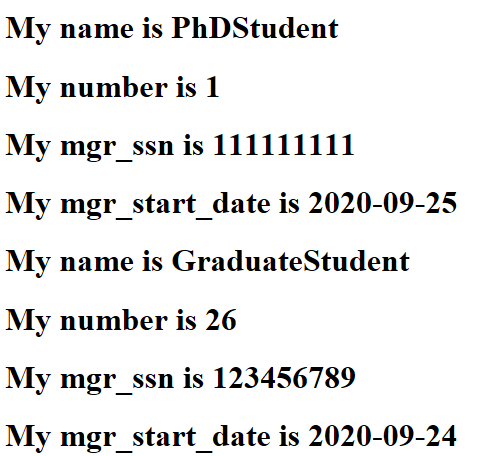 My name is PhDStudent
My number is 1
My mgr_ssn is 111111111
My mgr_start_date is 2020-09-25
My name is GraduateStudent
My number is 26
My mgr_ssn is 123456789
My mgr_start_date is 2020-09-24